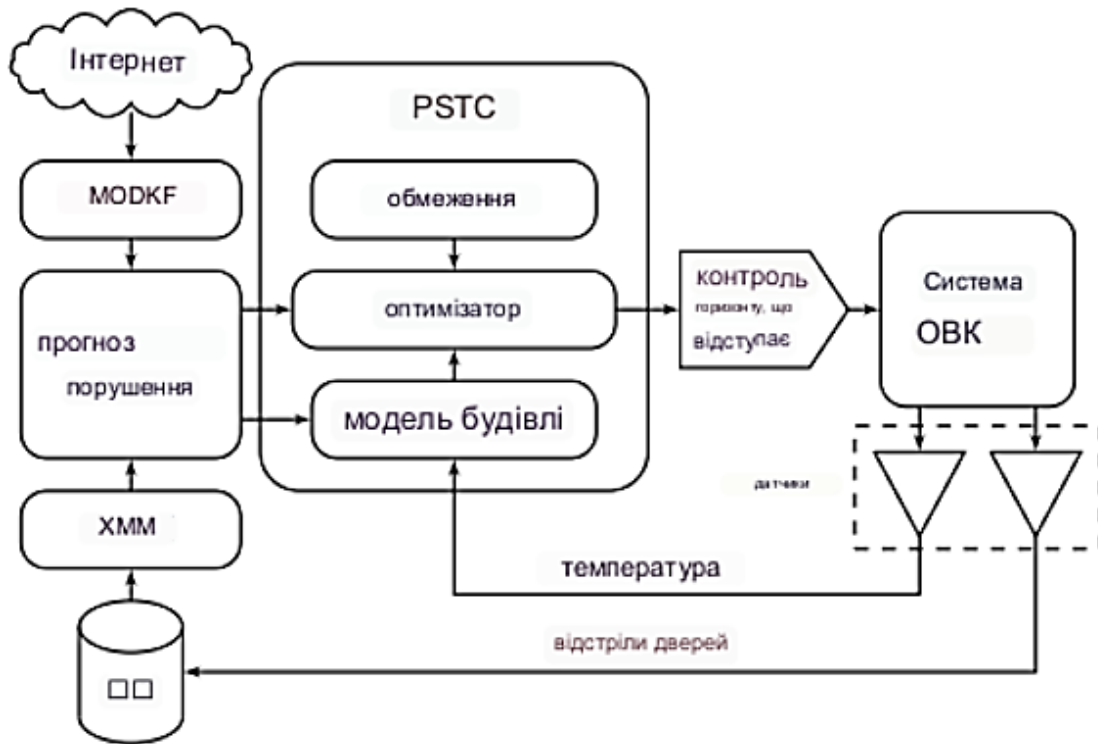 Інтернет
PSTC
MODKF
обмеження
контроль
горизонту, що
відступає
Система
ОВК
оптимізатор
прогноз
порушення
модель будівлі
датчики
ХММ
температура
відстріли дверей